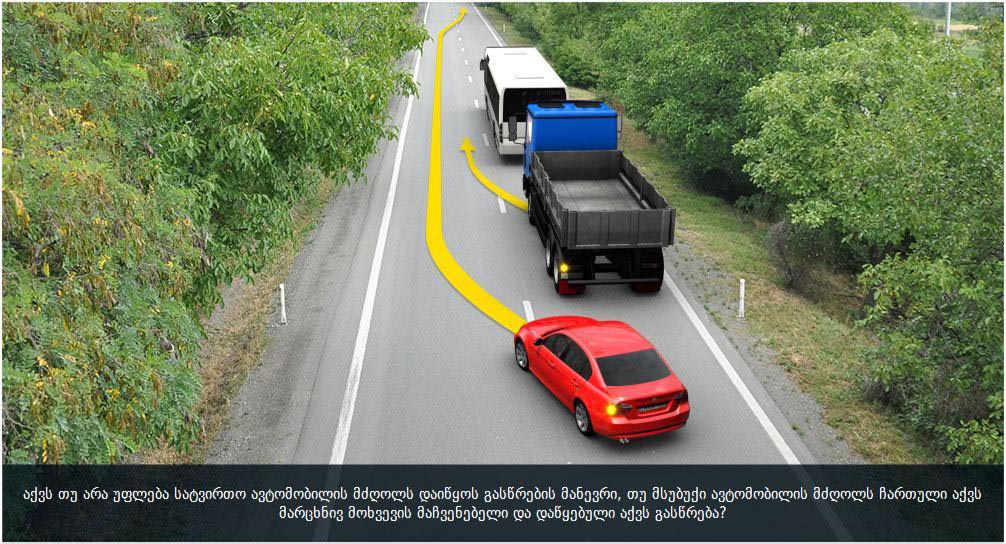 აქვს თუ არა უფლება სატვირთო ავტომობილის მძღოლს დაიწყოს გასწრების მანევრი, თუ მსუბუქი ავტომობილის მძღოლს ჩართული აქვს
მარცხნივ მოხვევის მაჩვენებელი და დაწყებული აქვს გასწრება?